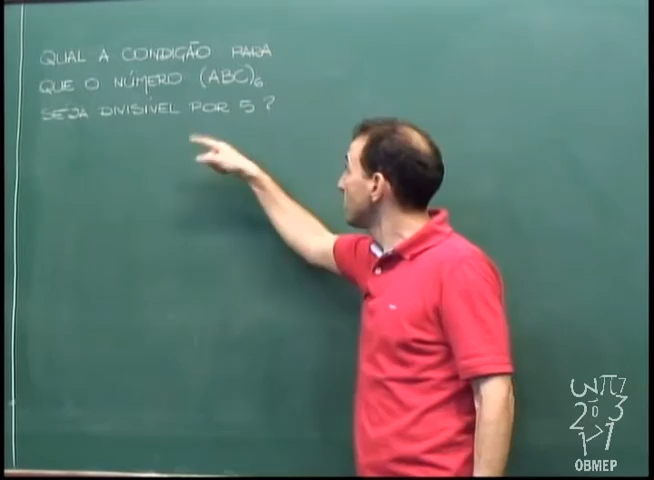 QUAL A CONDIÇÃO PARA
QUE O NÚMERO (ABC)₆
SEJA DIVISÍVEL POR 5?
OBMEP